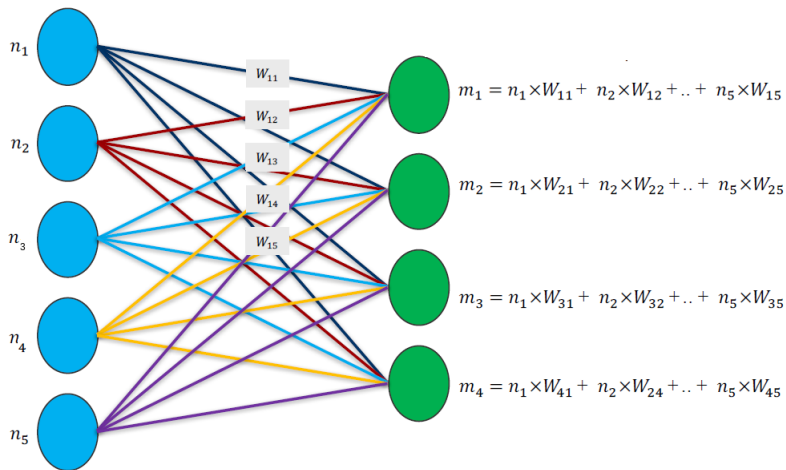 n₁
n₂
n₃
n₄
n₅
W₁₁
W₁₂
W₁₃
W₁₄
W₁₅
m₁ = n₁×W₁₁ + n₂×W₁₂ + . . + n₅×W₁₅
m₂ = n₁×W₂₁ + n₂×W₂₂ + . . + n₅×W₂₅
m₃ = n₁×W₃₁ + n₂×W₃₂ + . . + n₅×W₃₅
m₄ = n₁×W₄₁ + n₂×W₂₄ + . . + n₅×W₄₅